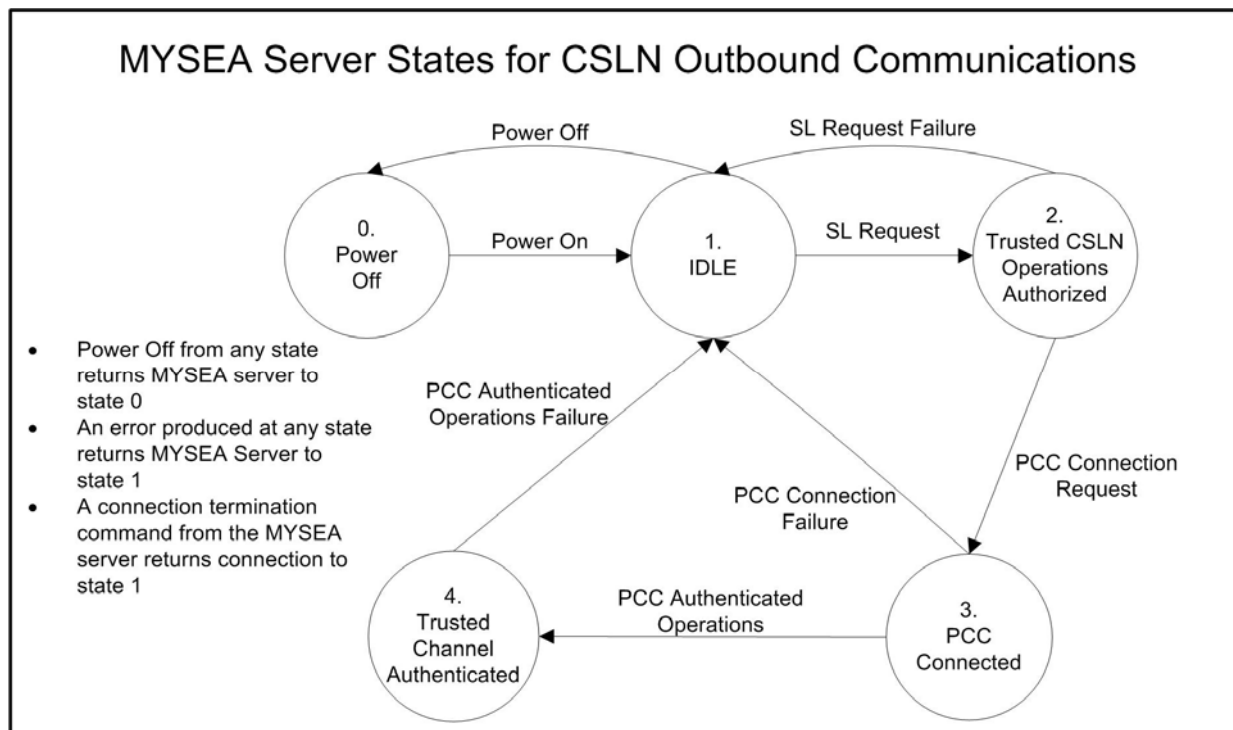 MYSEA Server States for CSLN Outbound Communications
Power Off
SL Request Failure
0.
Power
Off
Power On
1.
IDLE
SL Request
2.
Trusted CSLN
Operations
Authorized
• Power Off from any state
returns MYSEA server to
state 0
• An error produced at any state
returns MYSEA Server to
state 1
• A connection termination
command from the MYSEA
server returns connection to
state 1
PCC Authenticated
Operations Failure
PCC Connection
Failure
PCC Connection
Request
4.
Trusted
Channel
Authenticated
PCC Authenticated
Operations
3.
PCC
Connected